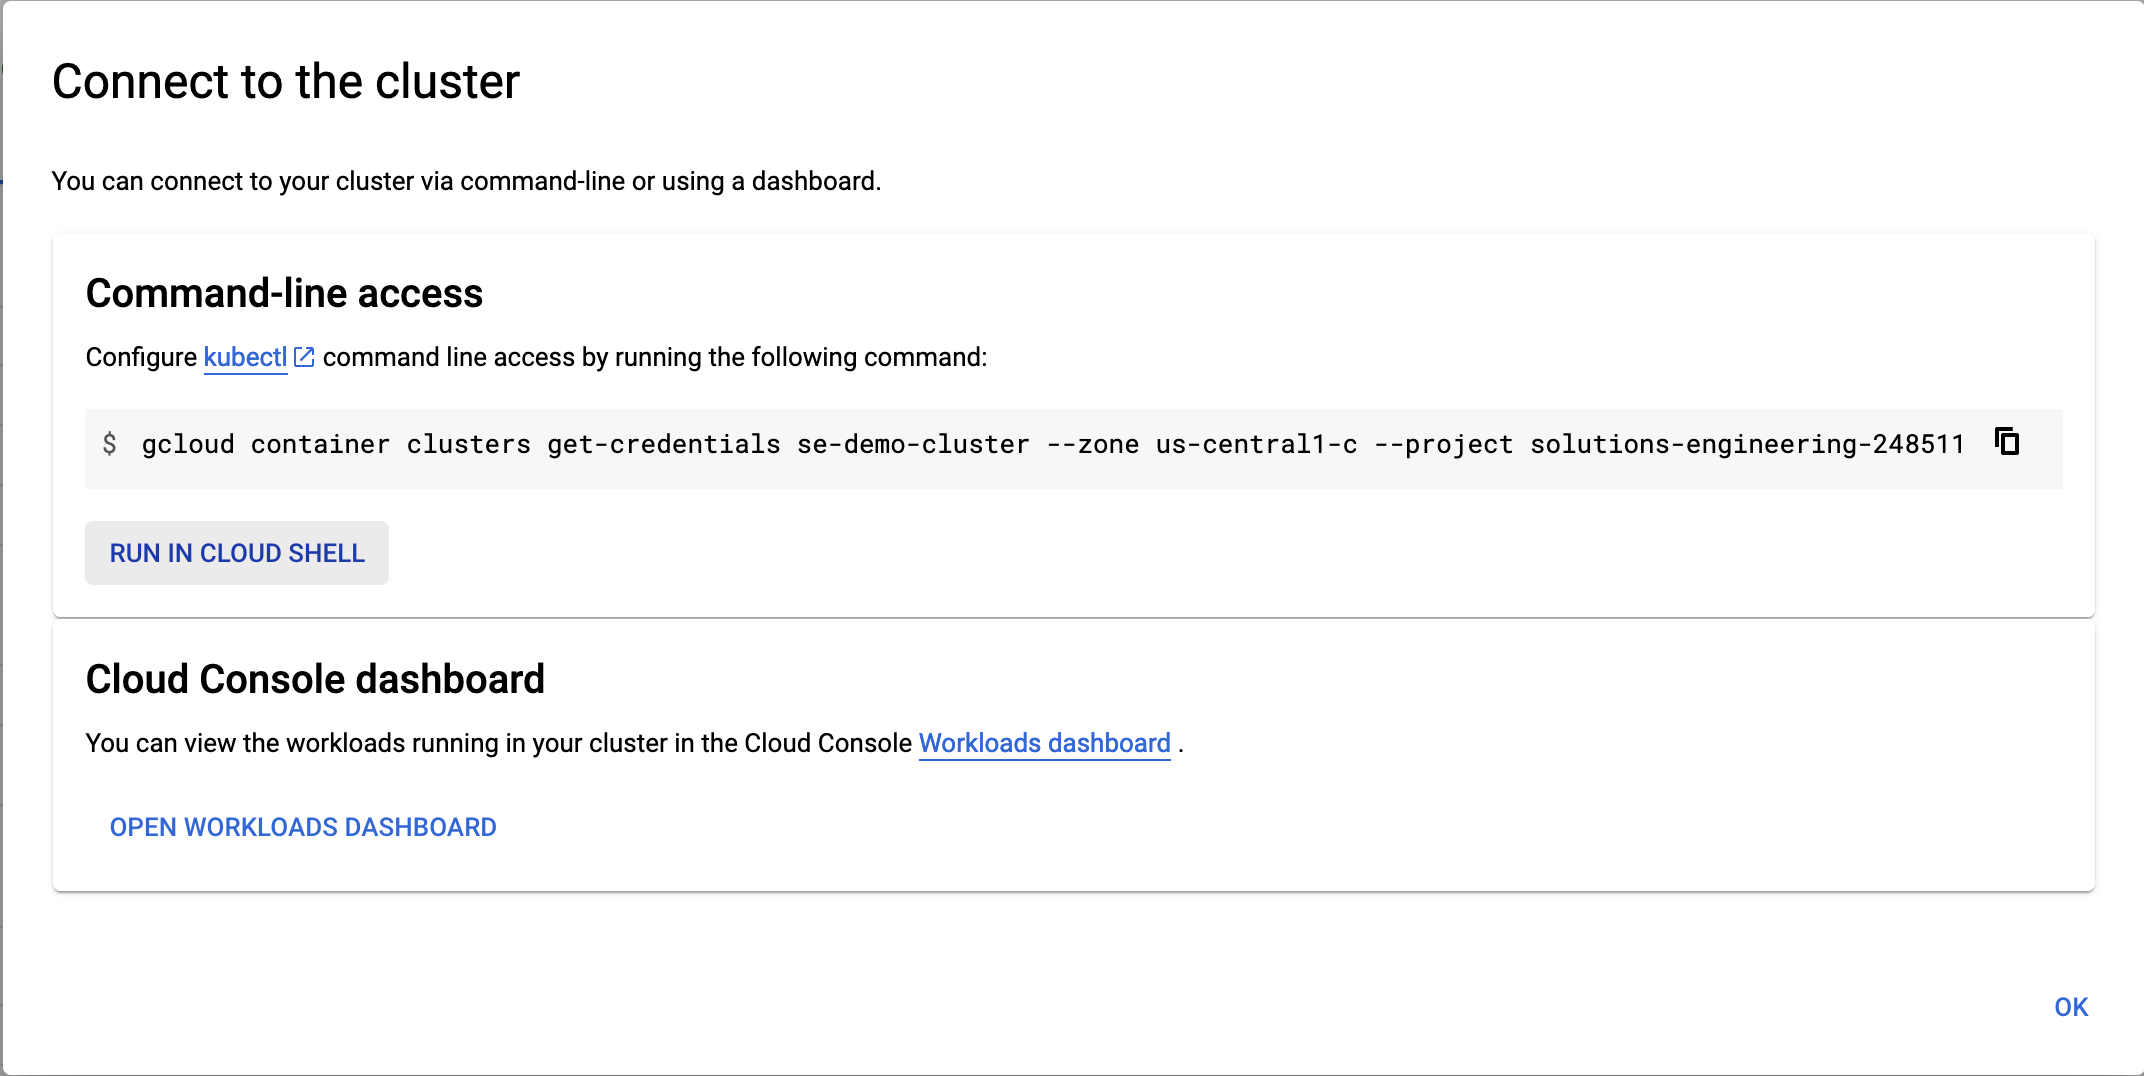 Connect to the cluster
You can connect to your cluster via command-line or using a dashboard.
Command-line access
Configure kubectl command line access by running the following command:
$ gcloud container clusters get-credentials se-demo-cluster --zone us-central1-c --project solutions-engineering-248511
RUN IN CLOUD SHELL
Cloud Console dashboard
You can view the workloads running in your cluster in the Cloud Console Workloads dashboard .
OPEN WORKLOADS DASHBOARD
OK